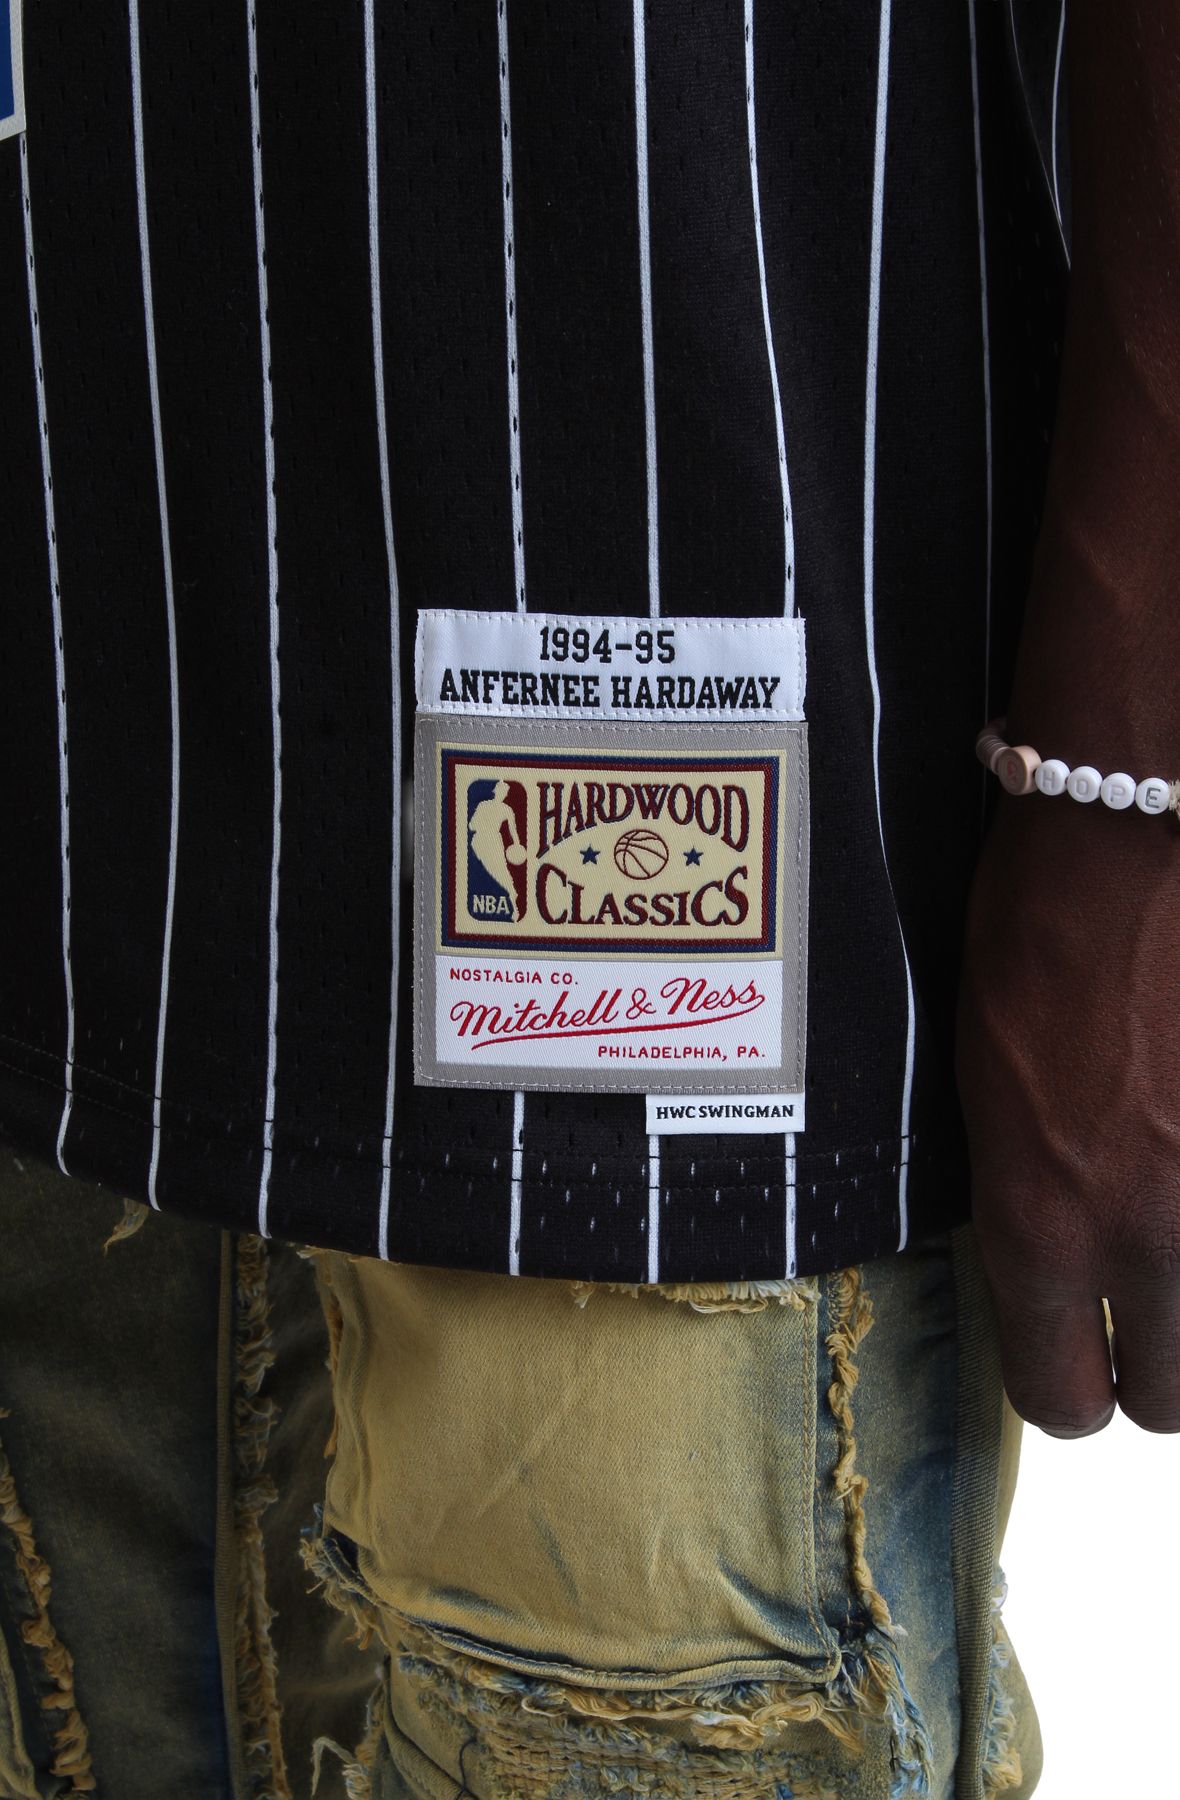 1994-95
ANFERNEE HARDAWAY
HARDWOOD
CLASSICS
NBA
NOSTALGIA CO.
Mitchell & Ness
PHILADELPHIA, PA.
HWC SWINGMAN
HOPE